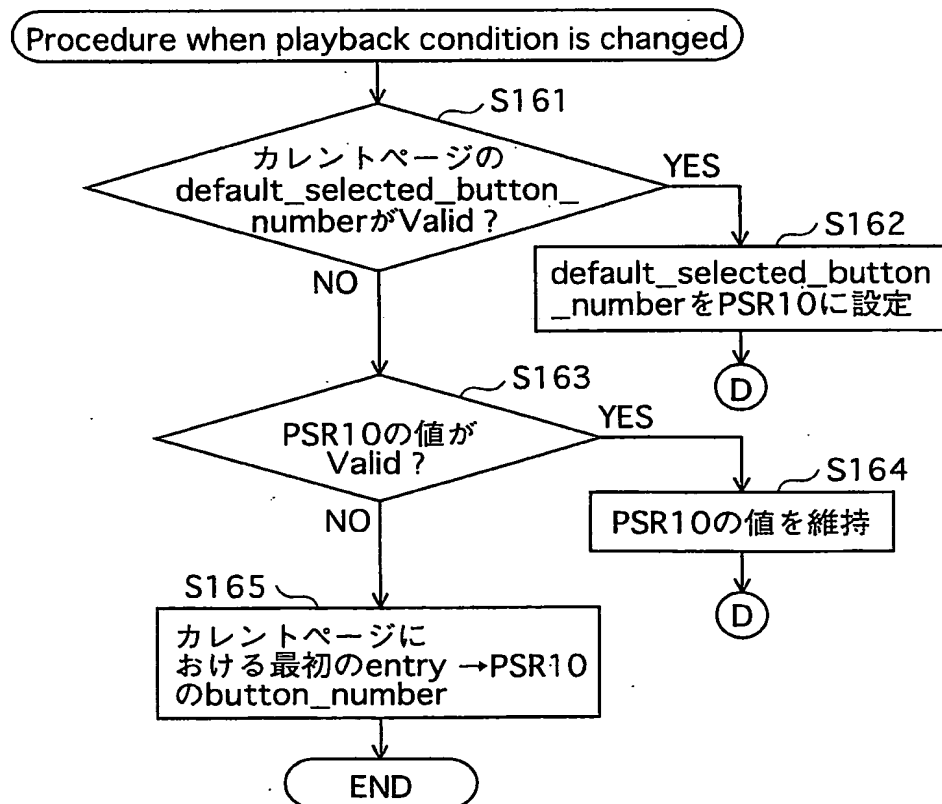 Procedure when playback condition is changed
S161
カレントページの
default_selected_button_
numberがValid？
YES
NO
S162
default_selected_button
_numberをPSR10に設定
D
S163
PSR10の値が
Valid？
YES
NO
S164
PSR10の値を維持
D
S165
カレントページに
おける最初のentry →PSR10
のbutton_number
END